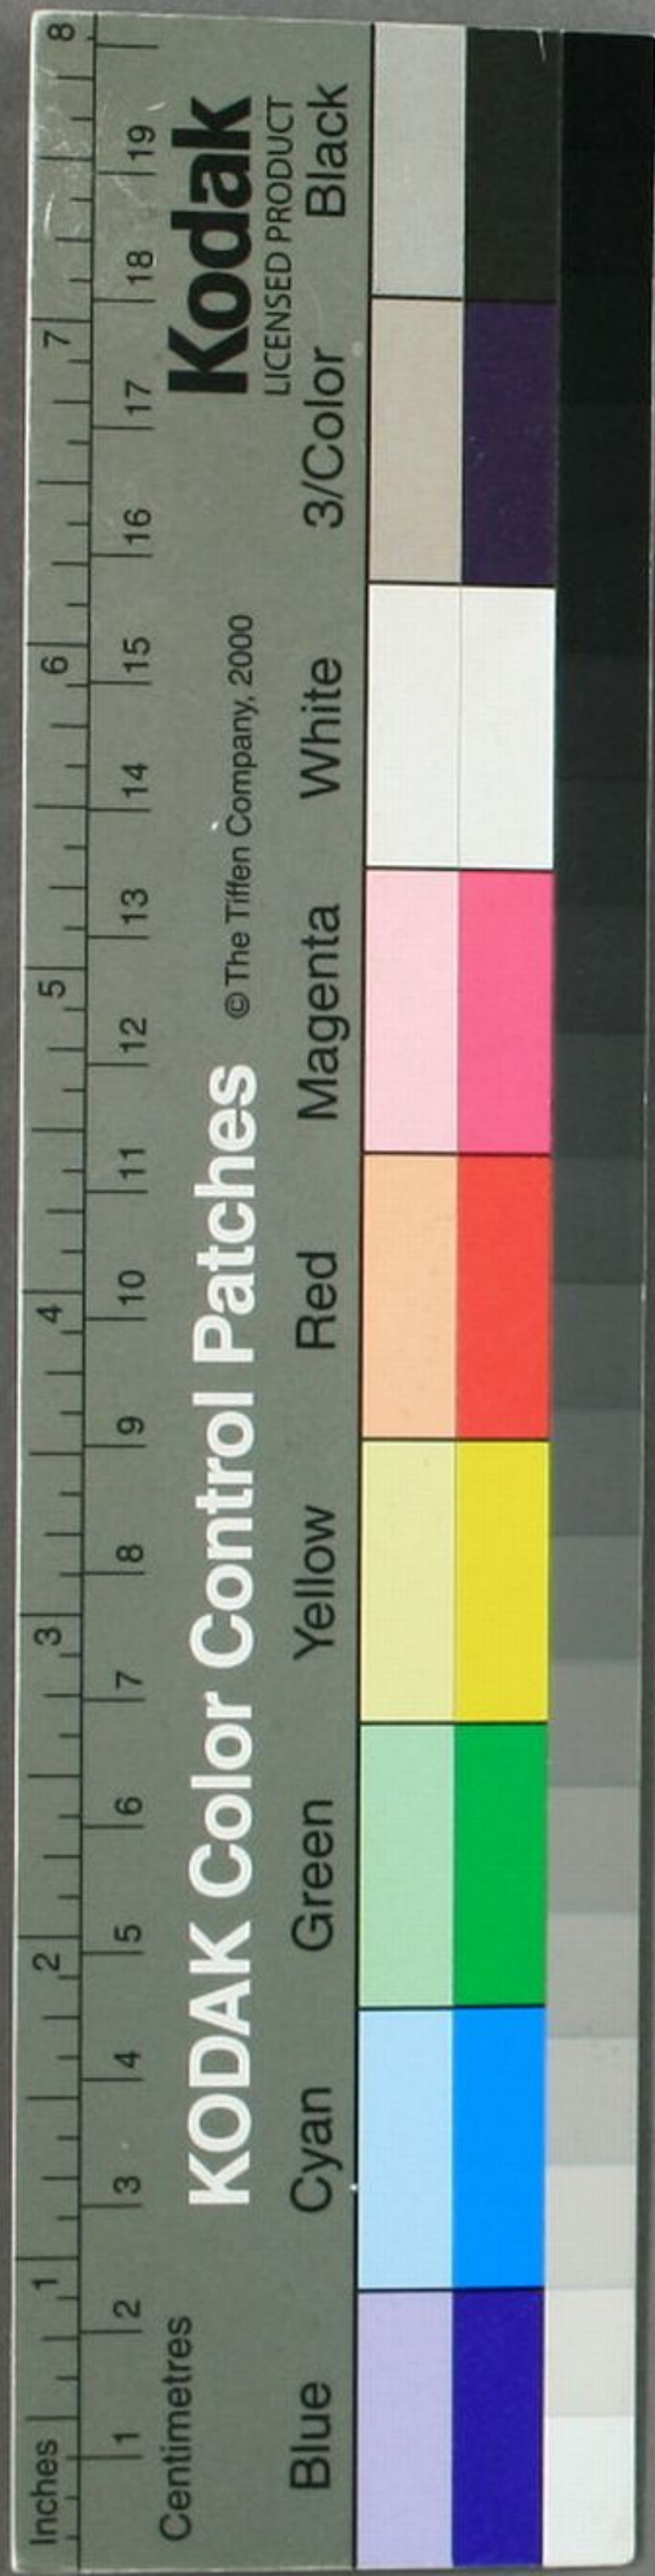 Inches 1 2 3 4 5 6 7 8
Centimetres 1 2 3 4 5 6 7 8 9 10 11 12 13 14 15 16 17 18 19
KODAK Color Control Patches © The Tiffen Company, 2000 Kodak
LICENSED PRODUCT
Blue Cyan Green Yellow Red Magenta White 3/Color Black